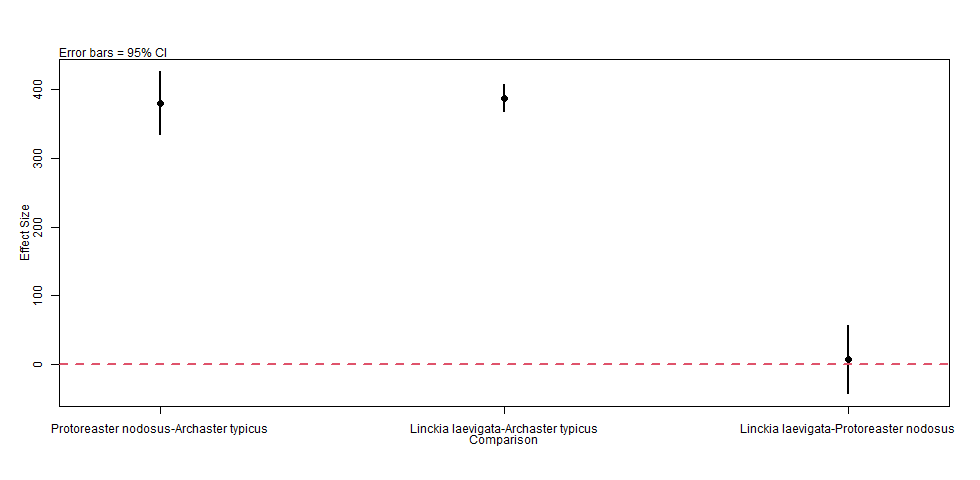 Error bars = 95% CI
Effect Size
400
300
200
100
0
Protoreaster nodosus-Archaster typicus
Linckia laevigata-Archaster typicus
Linckia laevigata-Protoreaster nodosus
Comparison